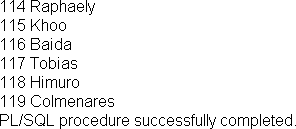 114 Raphaely
115 Khoo
116 Baida
117 Tobias
118 Himuro
119 Colmenares
PL/SQL procedure successfully completed.